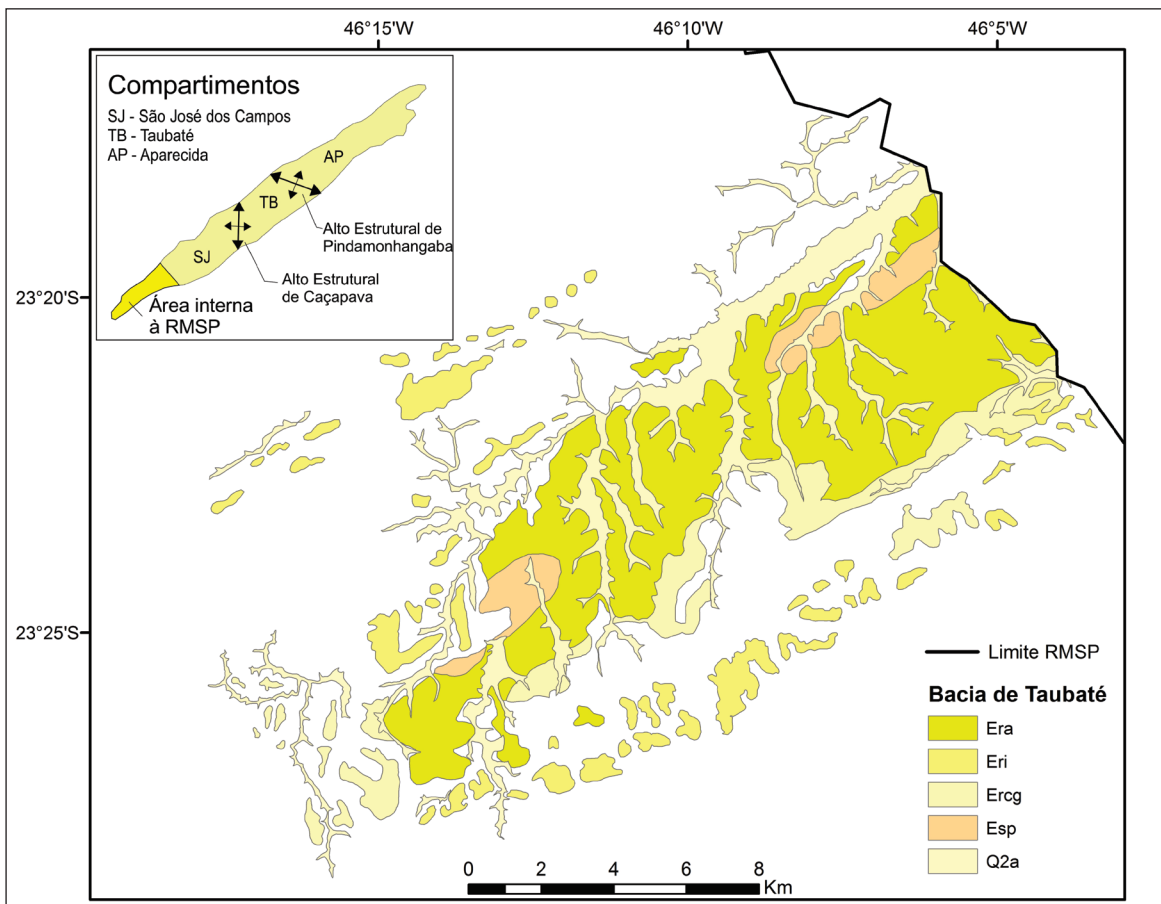 46°15'W 46°10'W 46°5'W
Compartimentos
SJ - São José dos Campos
TB - Taubaté
AP - Aparecida
AP
TB
Alto Estrutural de
Pindamonhangaba
SJ
Alto Estrutural
de Caçapava
Área interna
à RMSP
23°20'S
23°25'S
Limite RMSP
Bacia de Taubaté
Era
Eri
Ercg
Esp
Q2a
0 2 4 6 8
Km